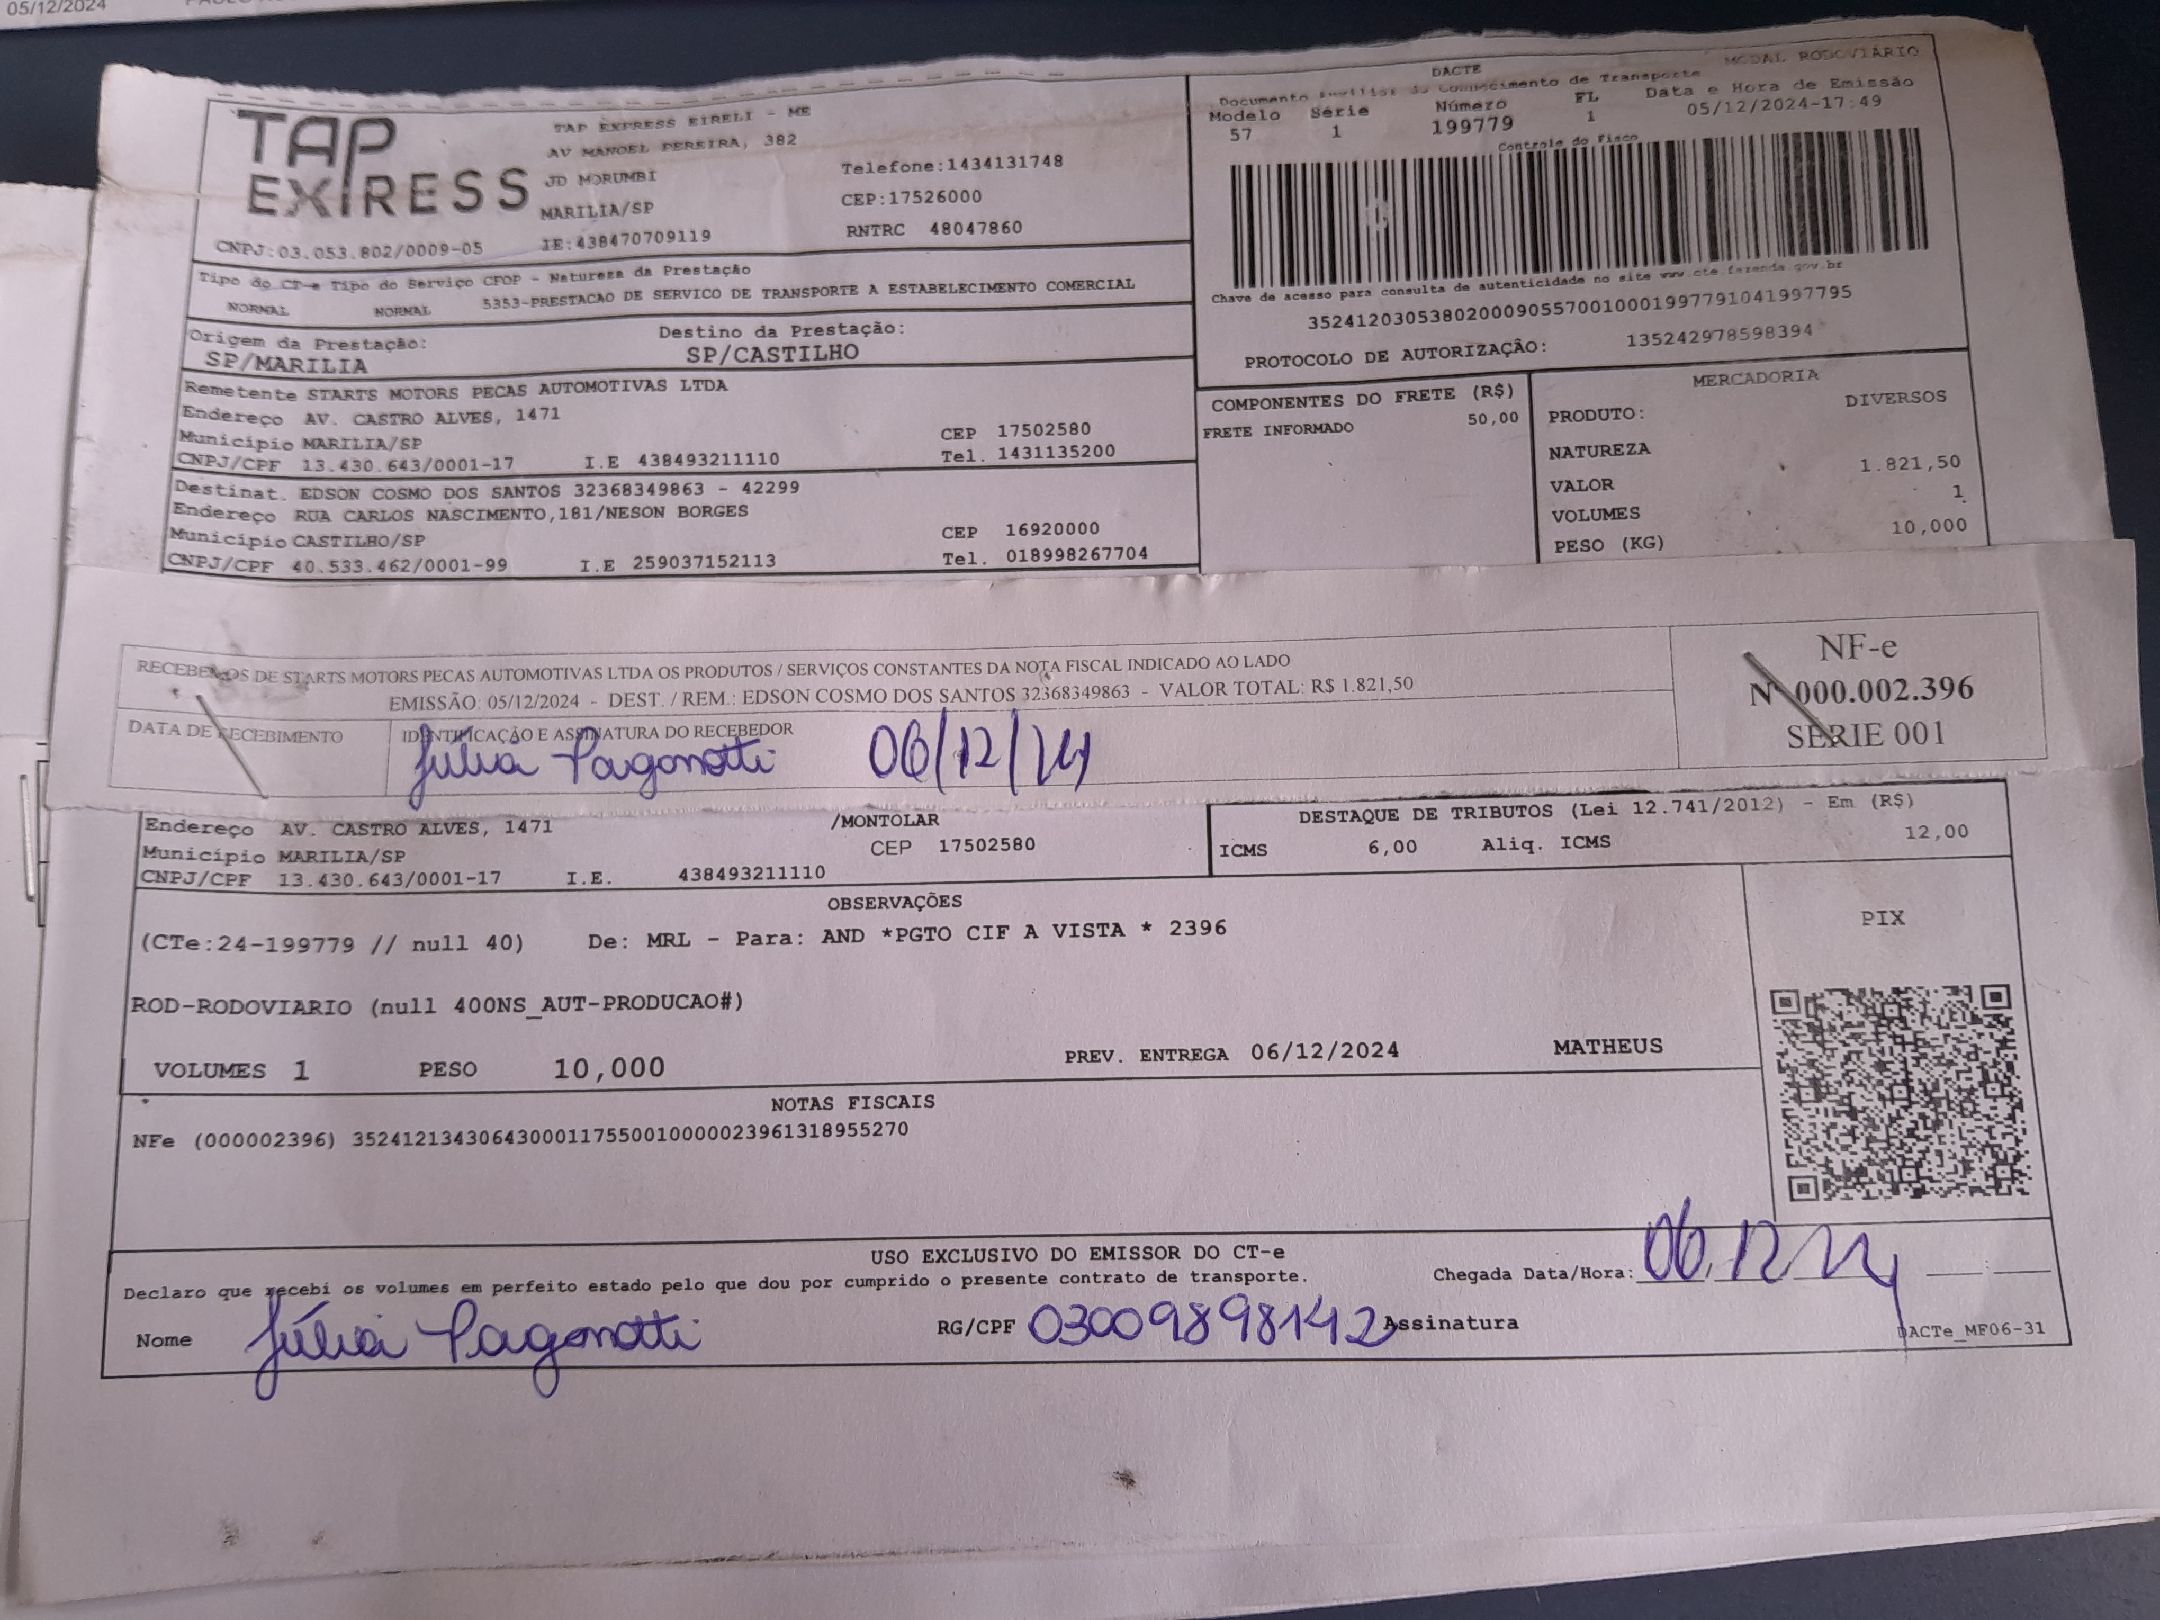 05/12/2024
TAP EXPRESS
TAP EXPRESS EIRELI - ME
AV MANOEL PEREIRA, 382
JD MORUMBI
MARILIA/SP
CNPJ:03.053.802/0009-05 IE:438470709119
Telefone:1434131748
CEP:17526000
RNTRC 48047860
Tipo do CT-e Tipo do Serviço CFOP - Natureza da Prestação
NORMAL NORMAL 5353-PRESTACAO DE SERVICO DE TRANSPORTE A ESTABELECIMENTO COMERCIAL
Origem da Prestação: Destino da Prestação:
SP/MARILIA SP/CASTILHO
Remetente STARTS MOTORS PECAS AUTOMOTIVAS LTDA
Endereço AV. CASTRO ALVES, 1471
Município MARILIA/SP CEP 17502580
CNPJ/CPF 13.430.643/0001-17 I.E 438493211110 Tel. 1431135200
Destinat. EDSON COSMO DOS SANTOS 32368349863 - 42299
Endereço RUA CARLOS NASCIMENTO,181/NESON BORGES
Município CASTILHO/SP CEP 16920000
CNPJ/CPF 40.533.462/0001-99 I.E 259037152113 Tel. 018998267704
DACTE MODAL RODOVIÁRIO
Documento Auxiliar do Conhecimento de Transporte
Modelo Série Número FL Data e Hora de Emissão
57 1 199779 1 05/12/2024-17:49
Controle do Fisco
Chave de acesso para consulta de autenticidade no site www.cte.fazenda.gov.br
35241203053802000905570010001997791041997795
PROTOCOLO DE AUTORIZAÇÃO: 135242978598394
COMPONENTES DO FRETE (R$)
FRETE INFORMADO 50,00
MERCADORIA
PRODUTO: DIVERSOS
NATUREZA
VALOR 1.821,50
VOLUMES 1
PESO (KG) 10,000
RECEBEMOS DE STARTS MOTORS PECAS AUTOMOTIVAS LTDA OS PRODUTOS / SERVIÇOS CONSTANTES DA NOTA FISCAL INDICADO AO LADO
EMISSÃO: 05/12/2024 - DEST. / REM.: EDSON COSMO DOS SANTOS 32368349863 - VALOR TOTAL: R$ 1.821,50
DATA DE RECEBIMENTO IDENTIFICAÇÃO E ASSINATURA DO RECEBEDOR
Júlia Pagonotti 06/12/24
NF-e
Nº 000.002.396
SERIE 001
Endereço AV. CASTRO ALVES, 1471 /MONTOLAR
Município MARILIA/SP CEP 17502580
CNPJ/CPF 13.430.643/0001-17 I.E. 438493211110
DESTAQUE DE TRIBUTOS (Lei 12.741/2012) - Em (R$)
ICMS 6,00 Aliq. ICMS 12,00
OBSERVAÇÕES
(CTe:24-199779 // null 40) De: MRL - Para: AND *PGTO CIF A VISTA * 2396
ROD-RODOVIARIO (null 400NS_AUT-PRODUCAO#)
VOLUMES 1 PESO 10,000 PREV. ENTREGA 06/12/2024 MATHEUS
PIX
NOTAS FISCAIS
NFe (000002396) 35241213430643000117550010000023961318955270
USO EXCLUSIVO DO EMISSOR DO CT-e
Declaro que recebi os volumes em perfeito estado pelo que dou por cumprido o presente contrato de transporte. Chegada Data/Hora: 06 12 24
Nome Júlia Pagonotti RG/CPF 03009898142 Assinatura
DACTe_MF06-31